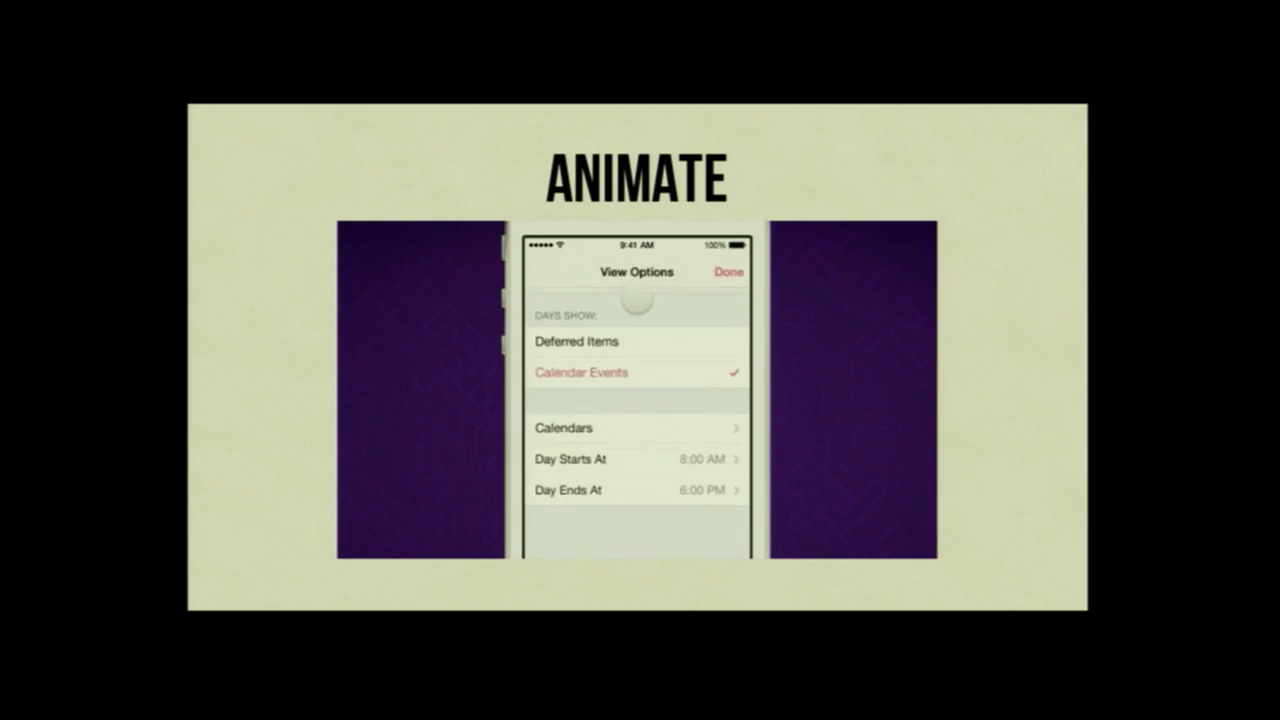 ANIMATE
9:41 AM 100%
View Options Done
DAYS SHOW:
Deferred Items
Calendar Events
Calendars
Day Starts At 8:00 AM
Day Ends At 6:00 PM